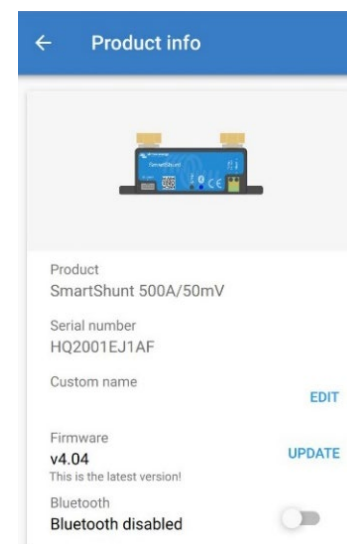 Product info
SmartShunt
Product
SmartShunt 500A/50mV
Serial number
HQ2001EJ1AF
Custom name
EDIT
Firmware
v4.04
UPDATE
This is the latest version!
Bluetooth
Bluetooth disabled